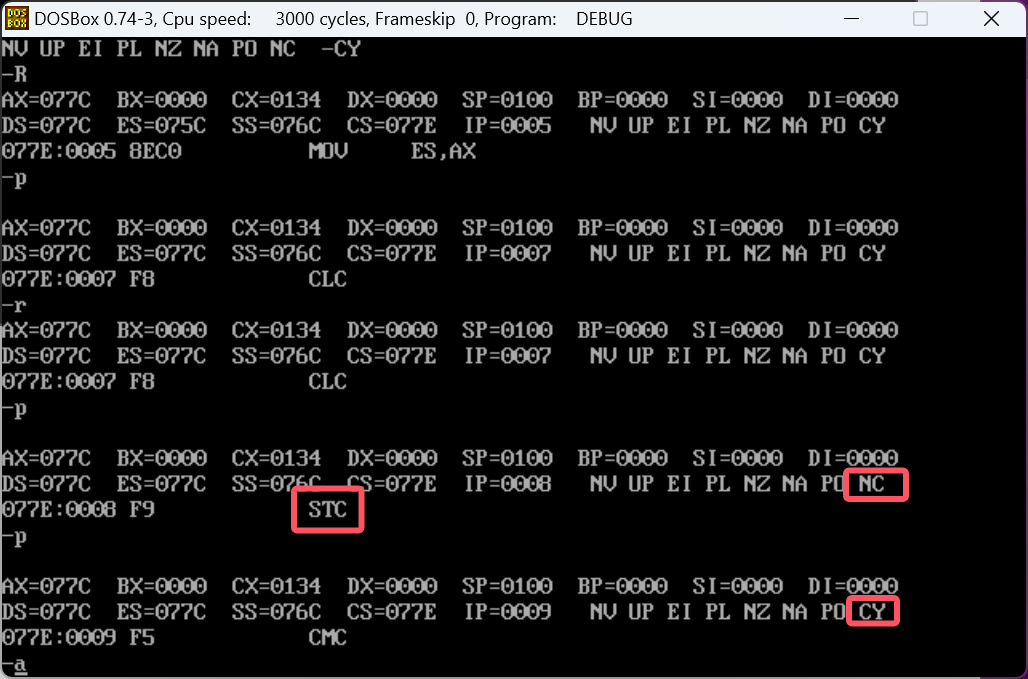 DOSBox 0.74-3, Cpu speed: 3000 cycles, Frameskip 0, Program: DEBUG
NV UP EI PL NZ NA PO NC -CY
-R
AX=077C BX=0000 CX=0134 DX=0000 SP=0100 BP=0000 SI=0000 DI=0000
DS=077C ES=075C SS=076C CS=077E IP=0005 NV UP EI PL NZ NA PO CY
077E:0005 8EC0 MOV ES,AX
-p
AX=077C BX=0000 CX=0134 DX=0000 SP=0100 BP=0000 SI=0000 DI=0000
DS=077C ES=077C SS=076C CS=077E IP=0007 NV UP EI PL NZ NA PO CY
077E:0007 F8 CLC
-r
AX=077C BX=0000 CX=0134 DX=0000 SP=0100 BP=0000 SI=0000 DI=0000
DS=077C ES=077C SS=076C CS=077E IP=0007 NV UP EI PL NZ NA PO CY
077E:0007 F8 CLC
-p
AX=077C BX=0000 CX=0134 DX=0000 SP=0100 BP=0000 SI=0000 DI=0000
DS=077C ES=077C SS=076C CS=077E IP=0008 NV UP EI PL NZ NA PO NC
077E:0008 F9 STC
-p
AX=077C BX=0000 CX=0134 DX=0000 SP=0100 BP=0000 SI=0000 DI=0000
DS=077C ES=077C SS=076C CS=077E IP=0009 NV UP EI PL NZ NA PO CY
077E:0009 F5 CMC
-a